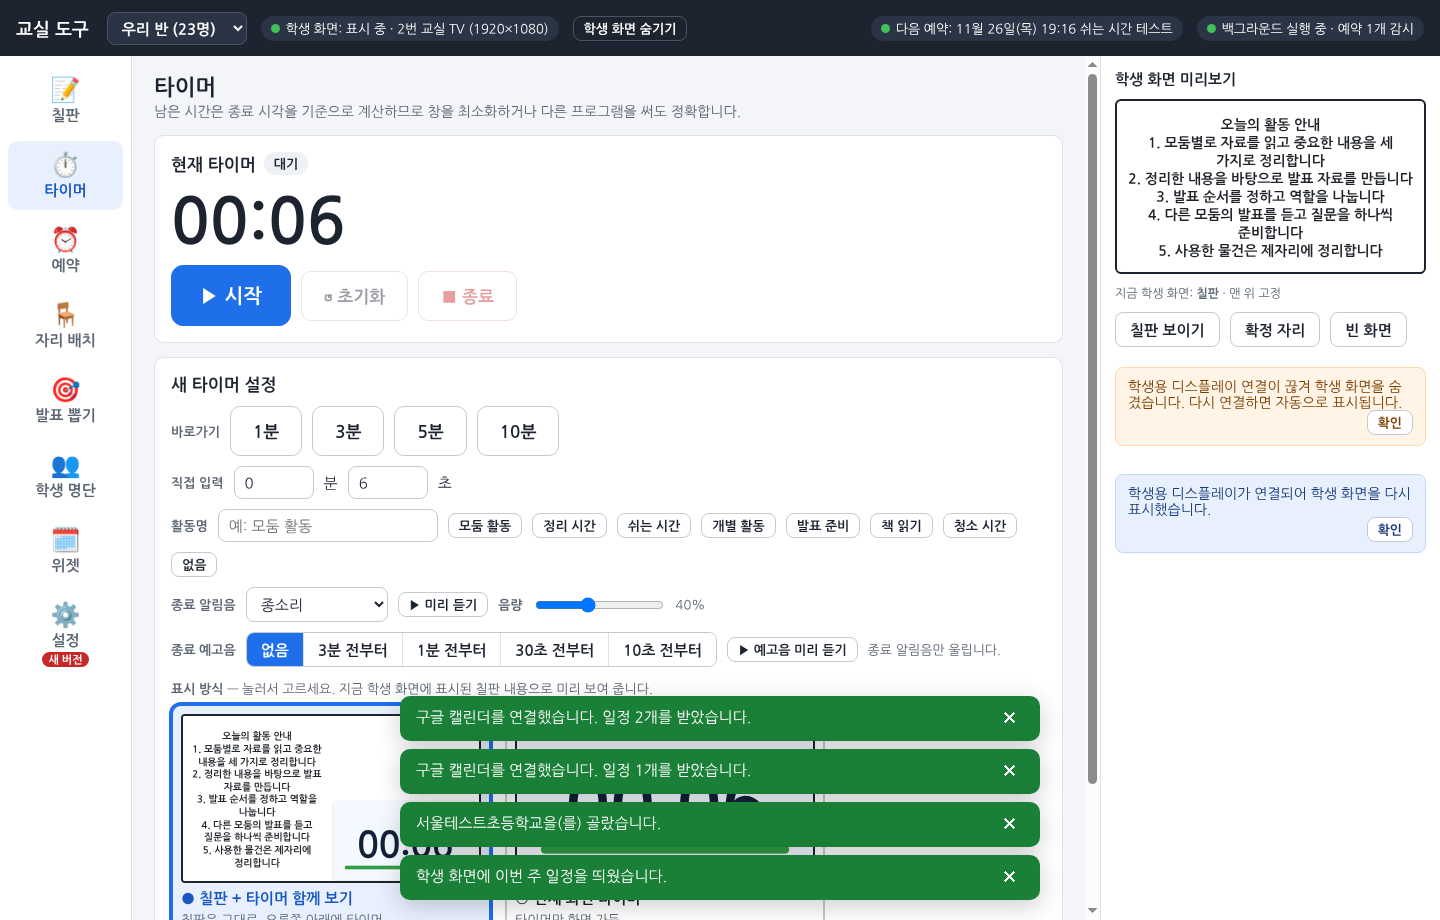 교실 도구
우리 반 (23명)
학생 화면: 표시 중 · 2번 교실 TV (1920×1080)
학생 화면 숨기기
다음 예약: 11월 26일(목) 19:16 쉬는 시간 테스트
백그라운드 실행 중 · 예약 1개 감시
칠판
타이머
예약
자리 배치
발표 뽑기
학생 명단
위젯
설정
새 버전
타이머
남은 시간은 종료 시각을 기준으로 계산하므로 창을 최소화하거나 다른 프로그램을 써도 정확합니다.
현재 타이머 대기
00:06
▶ 시작
초기화
■ 종료
새 타이머 설정
바로가기 1분 3분 5분 10분
직접 입력 0 분 6 초
활동명 예: 모둠 활동 모둠 활동 정리 시간 쉬는 시간 개별 활동 발표 준비 책 읽기 청소 시간
없음
종료 알림음 종소리 ▶ 미리 듣기 음량 40%
종료 예고음 없음 3분 전부터 1분 전부터 30초 전부터 10초 전부터 ▶ 예고음 미리 듣기 종료 알림음만 울립니다.
표시 방식 — 눌러서 고르세요. 지금 학생 화면에 표시된 칠판 내용으로 미리 보여 줍니다.
오늘의 활동 안내
1. 모둠별로 자료를 읽고 중요한
내용을 세 가지로 정리합니다
2. 정리한 내용을 바탕으로 발표
자료를 만듭니다
3. 발표 순서를 정하고 역할을
나눕니다
4. 다른 모둠의 발표를 듣고
질문을 하나씩 준비합니다
5. 사용한 물건은 제자리에
정리합니다
00:06
칠판 + 타이머 함께 보기
구글 캘린더를 연결했습니다. 일정 2개를 받았습니다. ✕
구글 캘린더를 연결했습니다. 일정 1개를 받았습니다. ✕
서울테스트초등학교을(를) 골랐습니다. ✕
학생 화면에 이번 주 일정을 띄웠습니다. ✕
학생 화면 미리보기
오늘의 활동 안내
1. 모둠별로 자료를 읽고 중요한 내용을 세
가지로 정리합니다
2. 정리한 내용을 바탕으로 발표 자료를 만듭니다
3. 발표 순서를 정하고 역할을 나눕니다
4. 다른 모둠의 발표를 듣고 질문을 하나씩
준비합니다
5. 사용한 물건은 제자리에 정리합니다
지금 학생 화면: 칠판 · 맨 위 고정
칠판 보이기
확정 자리
빈 화면
학생용 디스플레이 연결이 끊겨 학생 화면을 숨
겼습니다. 다시 연결하면 자동으로 표시됩니다.
확인
학생용 디스플레이가 연결되어 학생 화면을 다시
표시했습니다.
확인